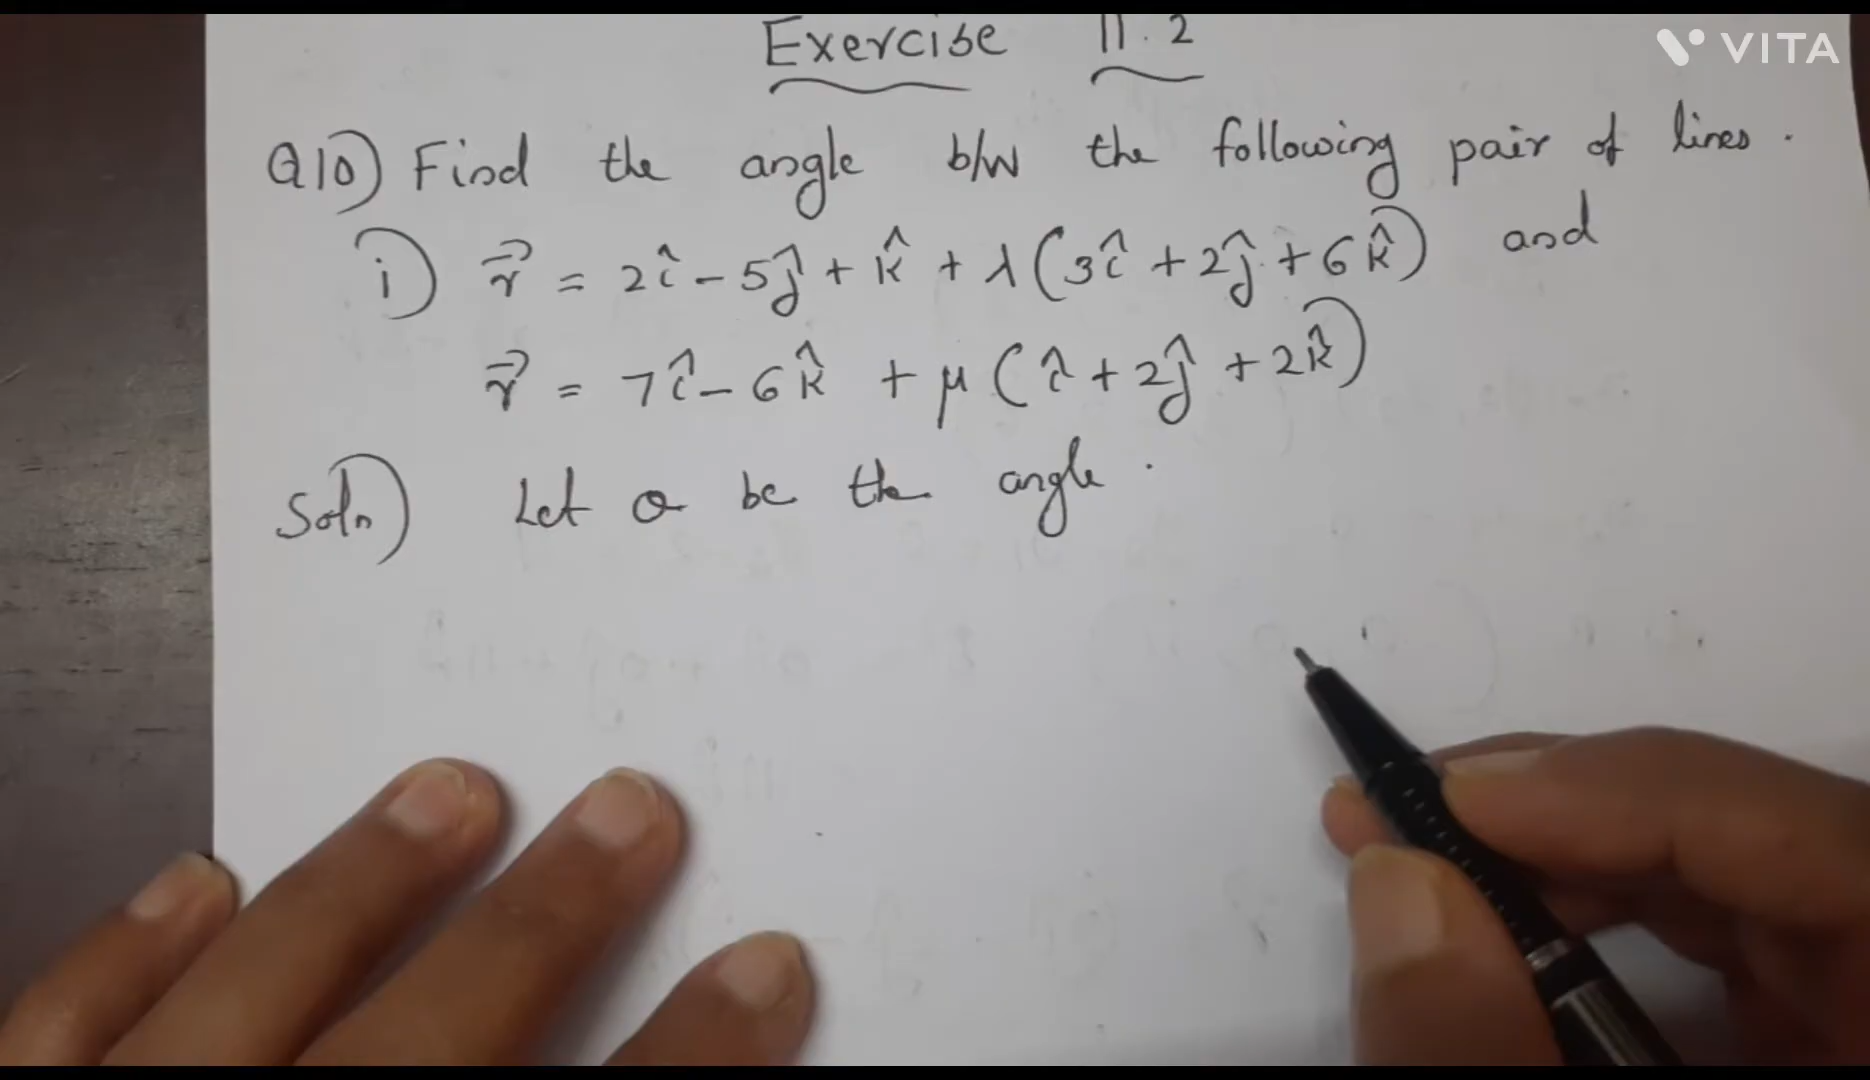 Exercise 11.2
VITA
Q10) Find the angle b/w the following pair of lines.
i) r⃗ = 2î - 5ĵ + k̂ + λ(3î + 2ĵ + 6k̂) and
r⃗ = 7î - 6k̂ + μ(î + 2ĵ + 2k̂)
Soln) Let θ be the angle.